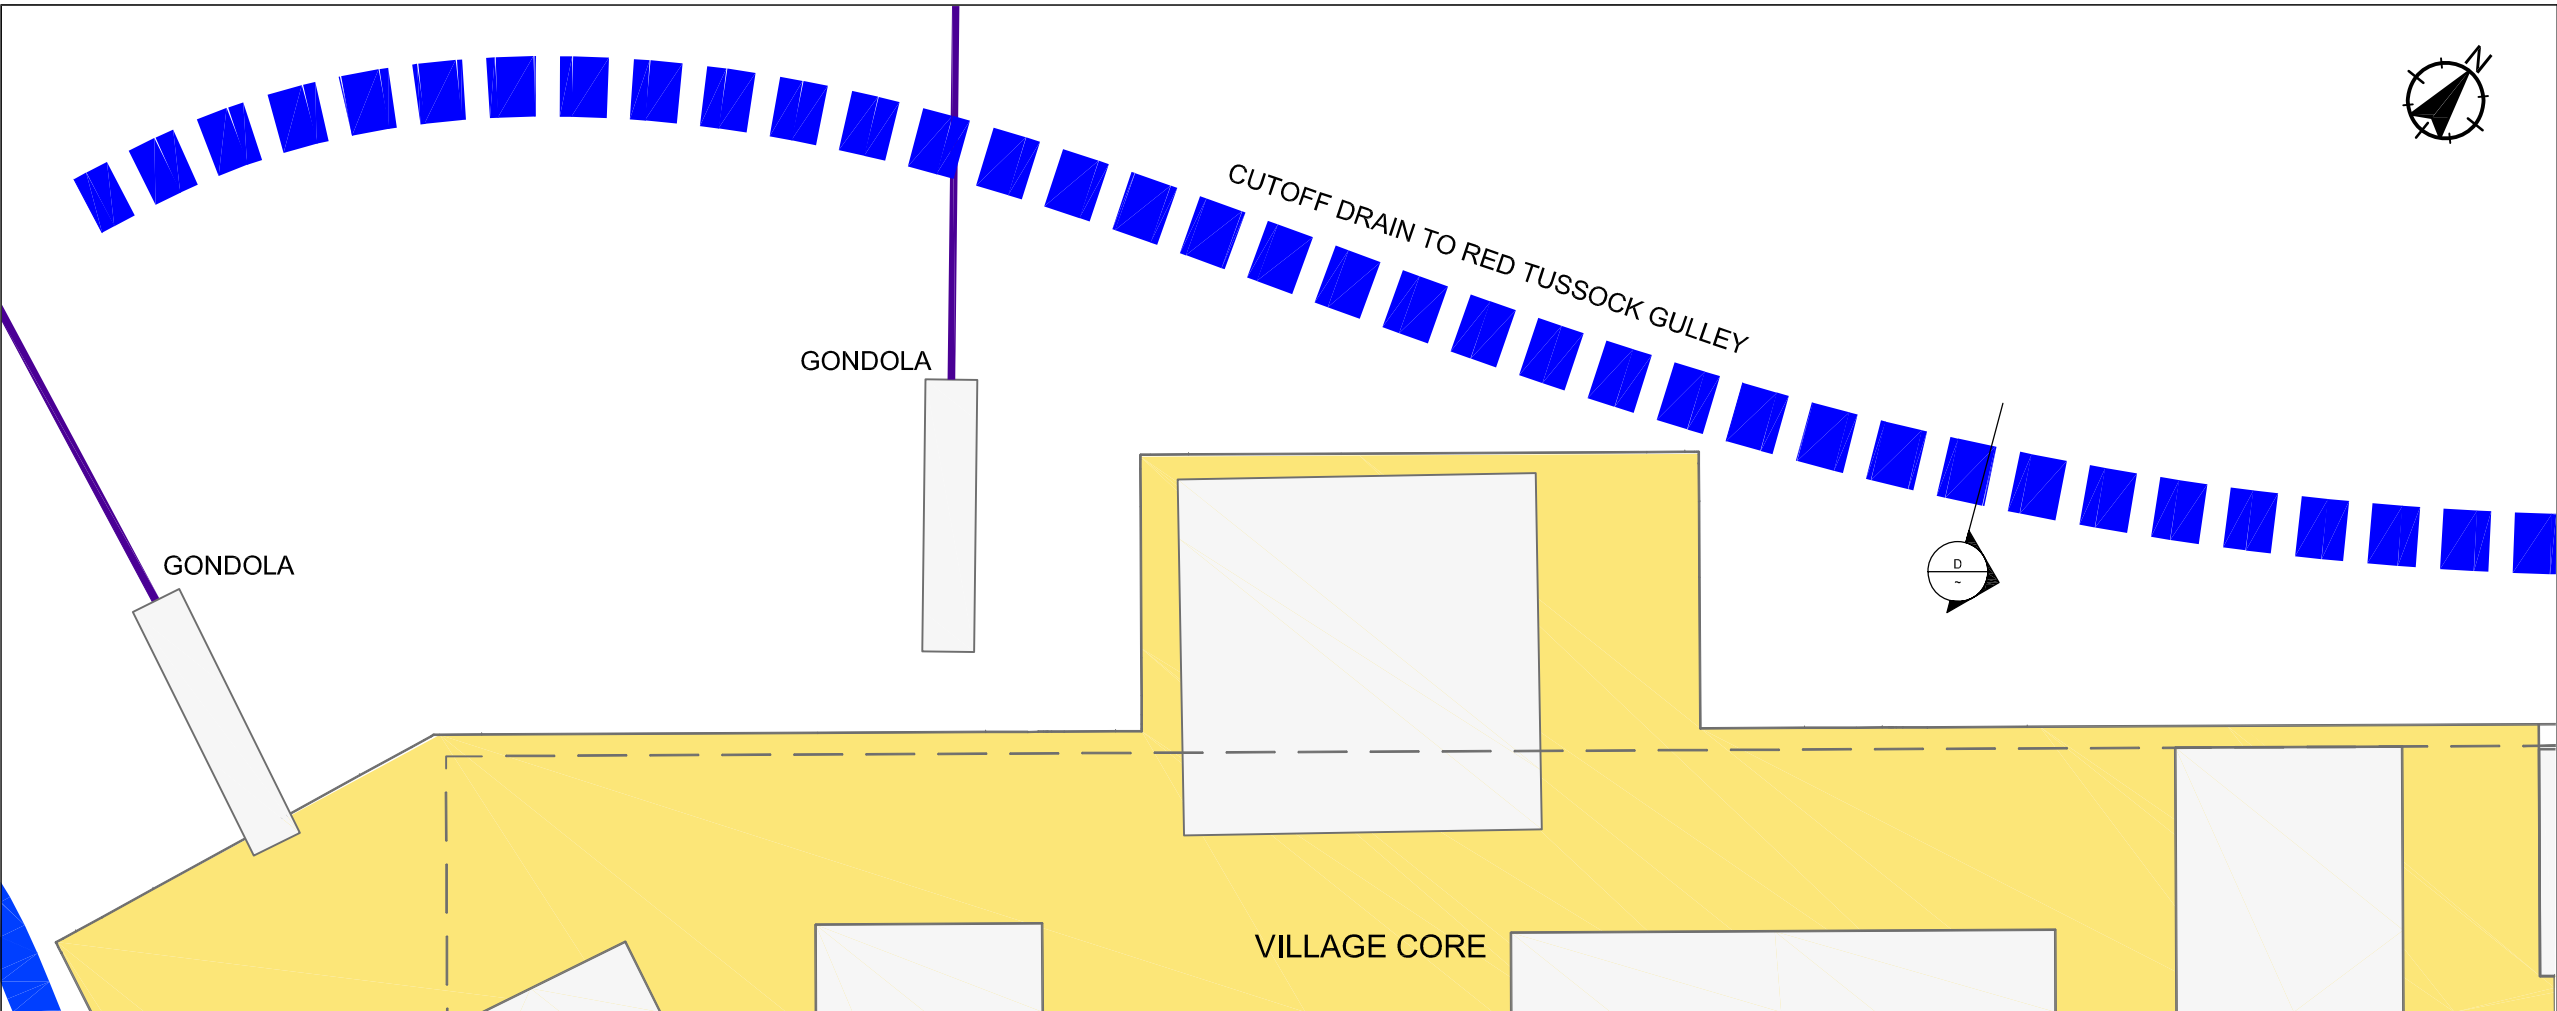 N
CUTOFF DRAIN TO RED TUSSOCK GULLEY
GONDOLA
GONDOLA
D
~
VILLAGE CORE